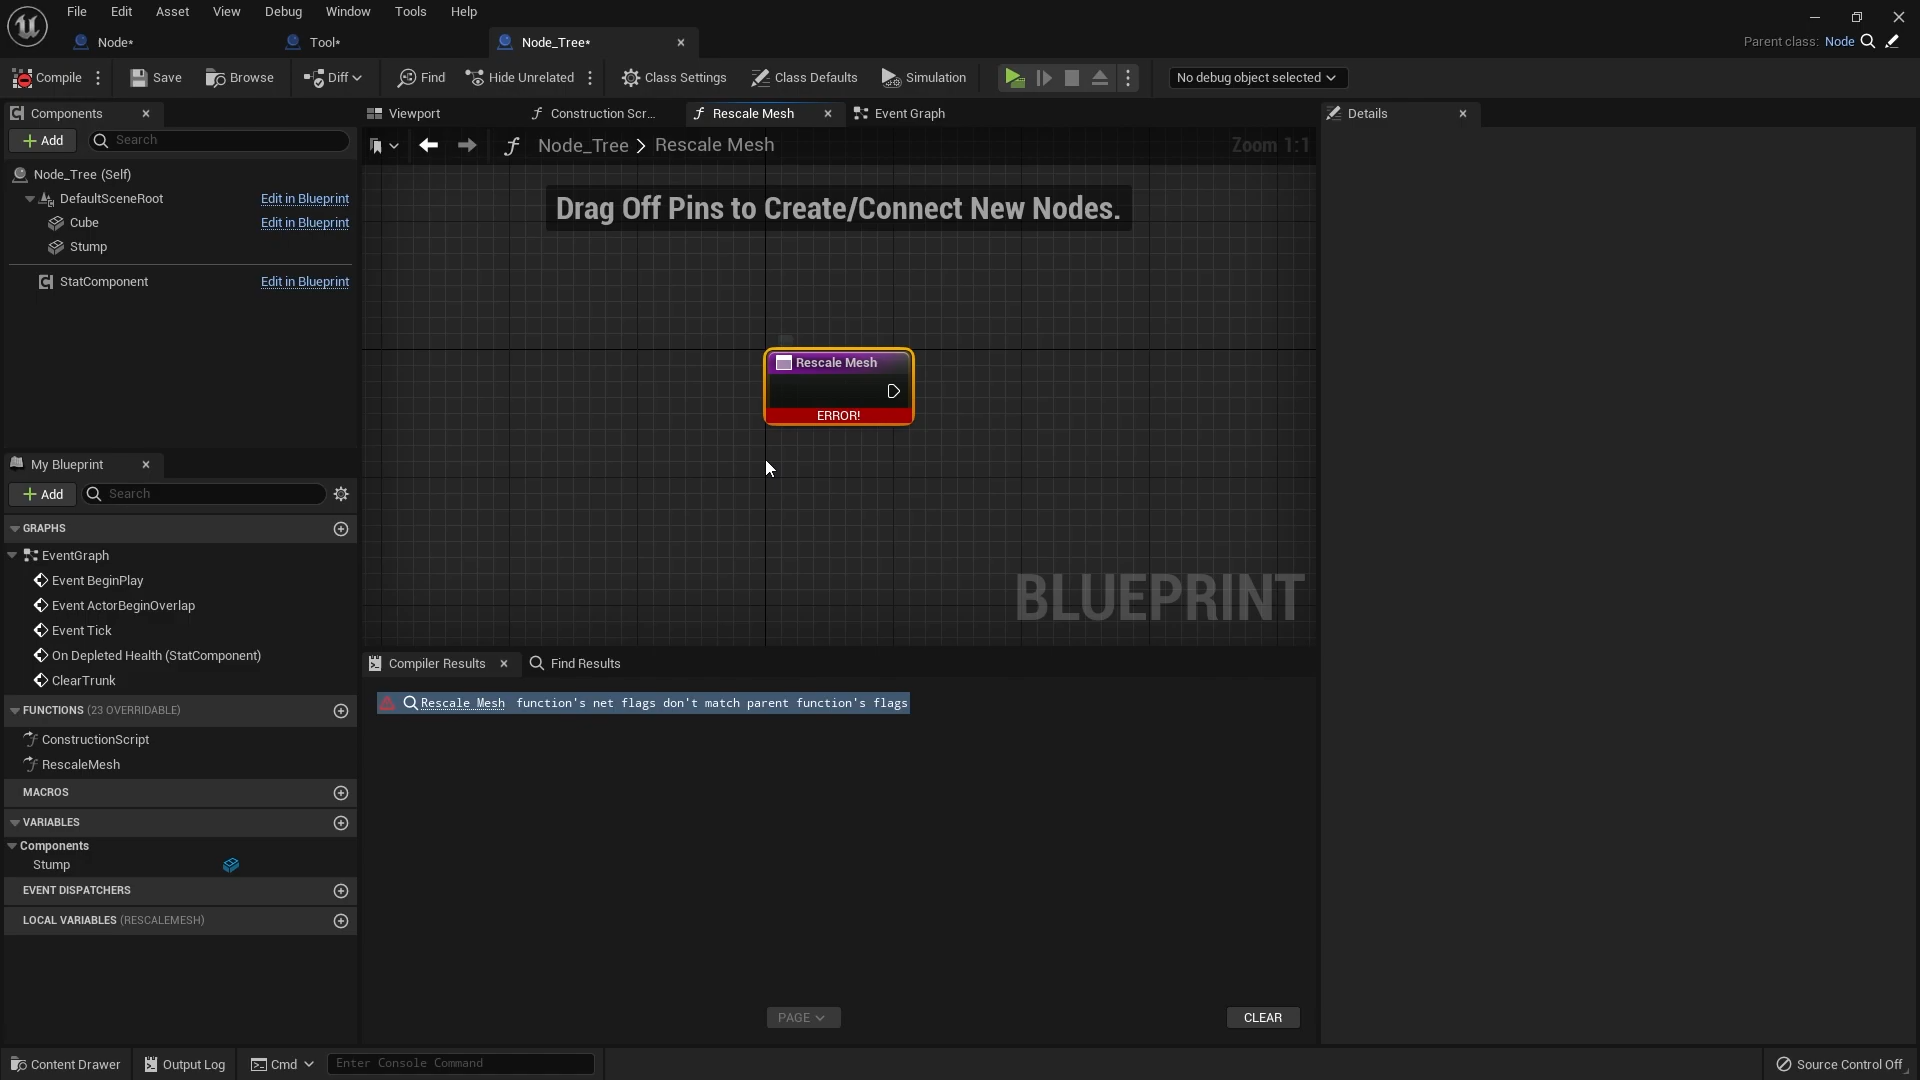 File Edit Asset View Debug Window Tools Help
Node* Tool* Node_Tree* Parent class: Node
Compile Save Browse Diff Find Hide Unrelated Class Settings Class Defaults Simulation No debug object selected
Components Viewport Construction Scr... Rescale Mesh Event Graph Details
Add Search
Node_Tree > Rescale Mesh Zoom 1:1
Node_Tree (Self)
DefaultSceneRoot Edit in Blueprint
Cube Edit in Blueprint
Stump
StatComponent Edit in Blueprint
Drag Off Pins to Create/Connect New Nodes.
Rescale Mesh
ERROR!
BLUEPRINT
My Blueprint
Add Search
GRAPHS
EventGraph
Event BeginPlay
Event ActorBeginOverlap
Event Tick
On Depleted Health (StatComponent)
ClearTrunk
FUNCTIONS (23 OVERRIDABLE)
ConstructionScript
RescaleMesh
MACROS
VARIABLES
Components
Stump
EVENT DISPATCHERS
LOCAL VARIABLES (RESCALEMESH)
Compiler Results Find Results
Rescale Mesh function's net flags don't match parent function's flags
PAGE CLEAR
Content Drawer Output Log Cmd Enter Console Command Source Control Off